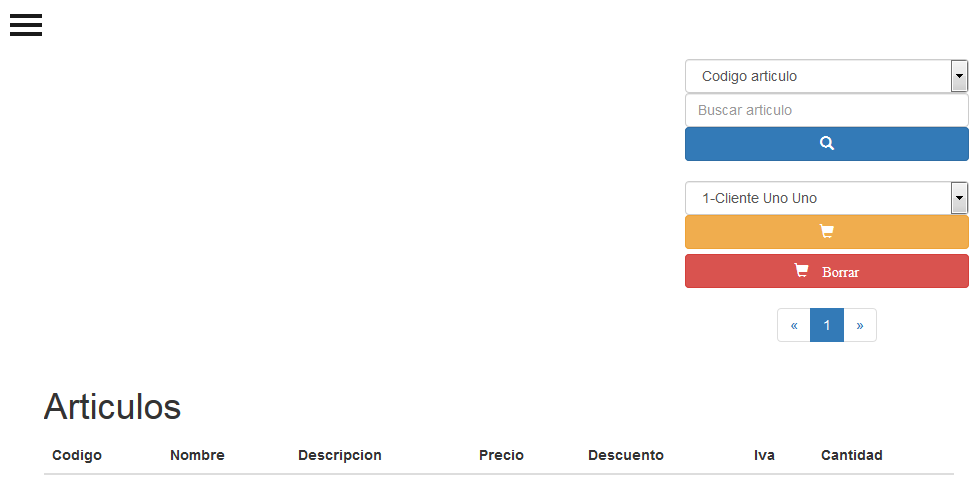 Codigo articulo
Buscar articulo
1-Cliente Uno Uno
Borrar
« 1 »
Articulos
Codigo Nombre Descripcion Precio Descuento Iva Cantidad